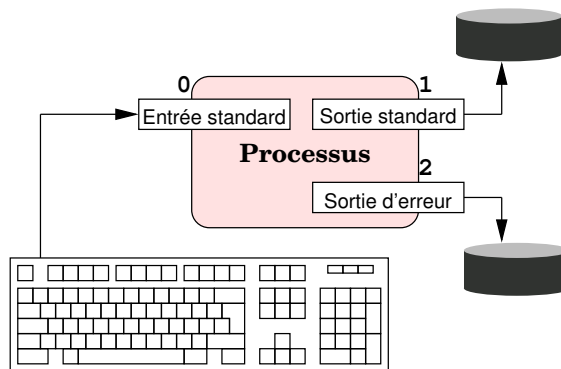 0
1
Entrée standard
Sortie standard
Processus
2
Sortie d'erreur